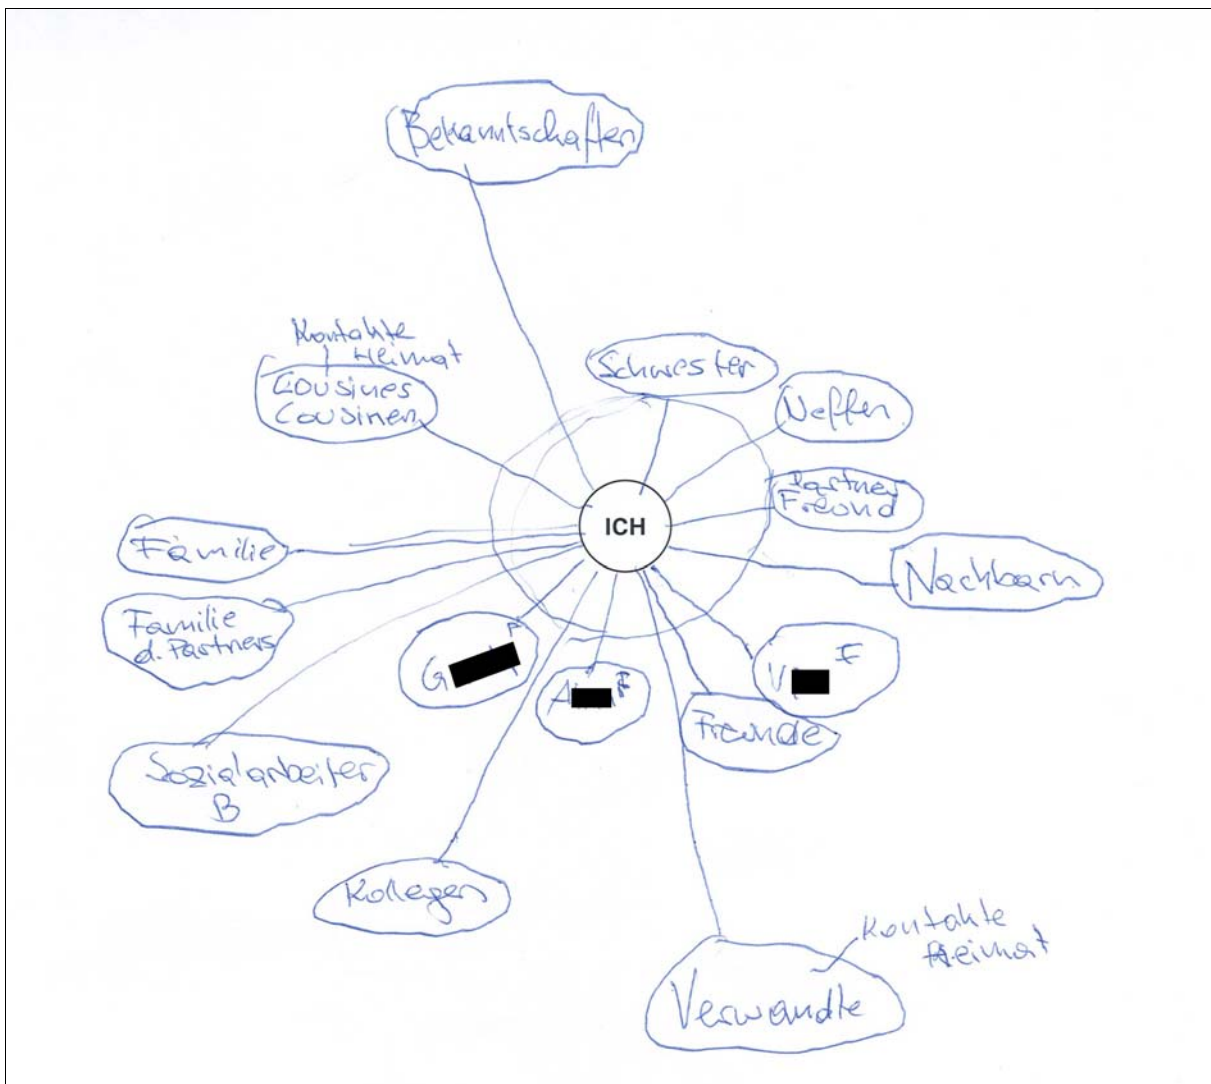 Bekanntschaften
Kontakte
Heimat
Cousines
Cousinen
Schwester
Neffen
Partner
Freund
ICH
Familie
Nachbarn
Familie
d. Partners
G F
A F
V F
Freunde
Sozialarbeiter
B
Kollegen
Kontakte
Heimat
Verwandte